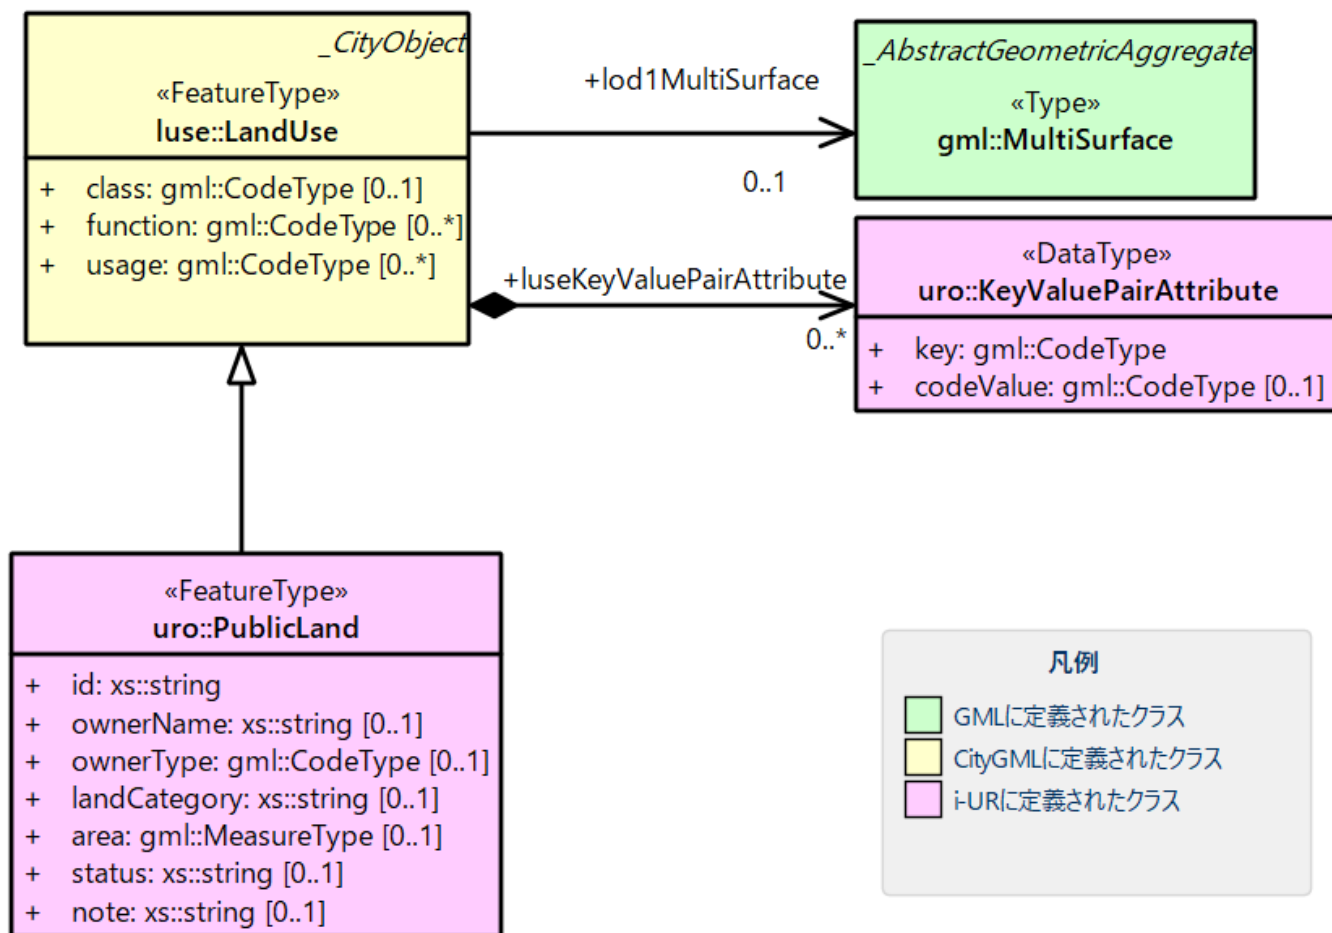 _CityObject
«FeatureType»
luse::LandUse
+ class: gml::CodeType [0..1]
+ function: gml::CodeType [0..*]
+ usage: gml::CodeType [0..*]
+lod1MultiSurface
0..1
_AbstractGeometricAggregate
«Type»
gml::MultiSurface
+luseKeyValuePairAttribute
0..*
«DataType»
uro::KeyValuePairAttribute
+ key: gml::CodeType
+ codeValue: gml::CodeType [0..1]
«FeatureType»
uro::PublicLand
+ id: xs::string
+ ownerName: xs::string [0..1]
+ ownerType: gml::CodeType [0..1]
+ landCategory: xs::string [0..1]
+ area: gml::MeasureType [0..1]
+ status: xs::string [0..1]
+ note: xs::string [0..1]
凡例
GMLに定義されたクラス
CityGMLに定義されたクラス
i-URに定義されたクラス